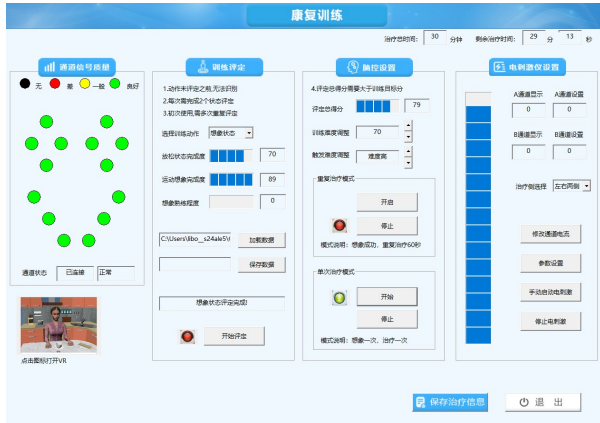 康复训练
治疗总时间: 30 分钟 剩余治疗时间: 29 分 13 秒
通道信号质量
无 差 一般 良好
通道状态 已连接 正常
点击图标打开VR
训练评定
1.动作未评定之前,无法识别
2.每次需完成2个状态评定
3.初次使用,需多次重复评定
选择训练动作 想象状态
放松状态完成度 70
运动想象完成度 89
想象熟练程度 0
C:\Users\libo__s24ale5\( 加载数据
保存数据
想象状态评定完成!
开始评定
脑控设置
4.评定总得分需要大于训练目标分
评定总得分 79
训练难度调整 70
触发难度调整 难度高
重复治疗模式
开启
停止
模式说明: 想象成功, 重复治疗60秒
单次治疗模式
开始
停止
模式说明: 想象一次, 治疗一次
电刺激仪设置
A通道显示 A通道设置
0 0
B通道显示 B通道设置
0 0
治疗侧选择 左右两侧
修改通道电流
参数设置
手动启动电刺激
停止电刺激
保存治疗信息
退 出